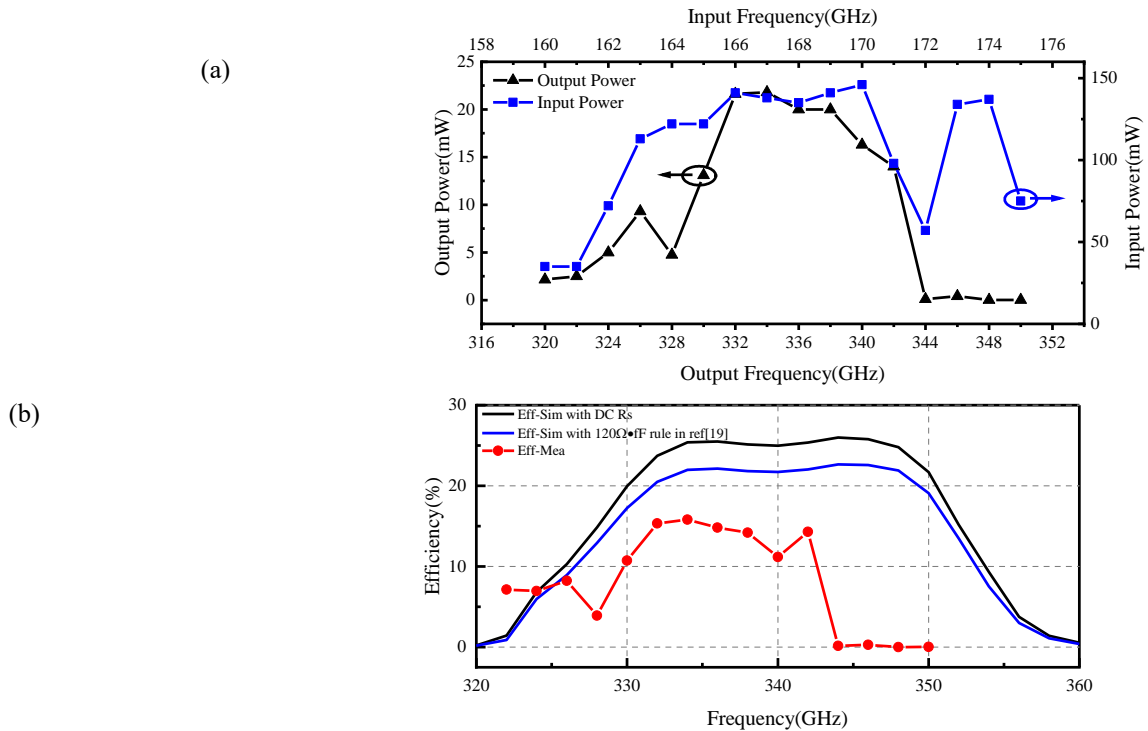 (a)
Input Frequency(GHz)
158 160 162 164 166 168 170 172 174 176
Output Power
Input Power
Output Power(mW)
25
20
15
10
5
0
Input Power(mW)
150
100
50
0
316 320 324 328 332 336 340 344 348 352
Output Frequency(GHz)
(b)
Eff-Sim with DC Rs
Eff-Sim with 120Ω•fF rule in ref[19]
Eff-Mea
Efficiency(%)
30
20
10
0
320 330 340 350 360
Frequency(GHz)